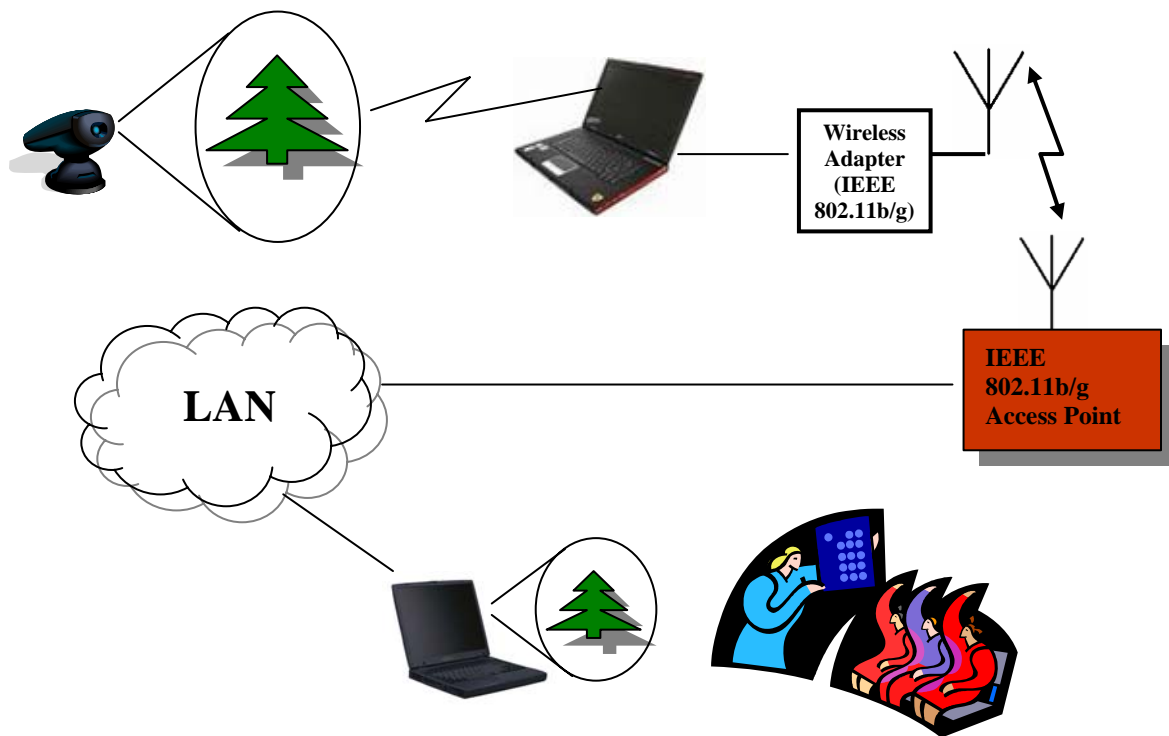 Wireless
Adapter
(IEEE
802.11b/g)
IEEE
802.11b/g
Access Point
LAN